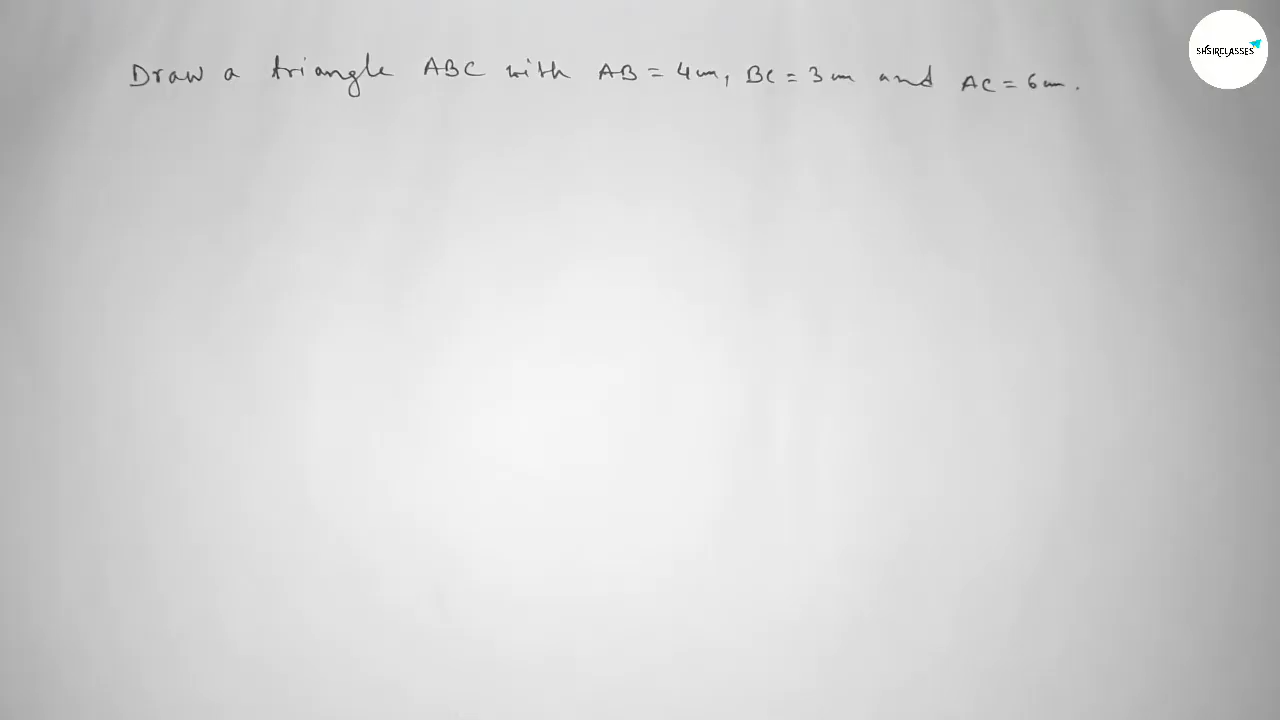 Draw a triangle ABC with AB = 4cm, BC = 3cm and AC = 6cm.
SHSIRCLASSES